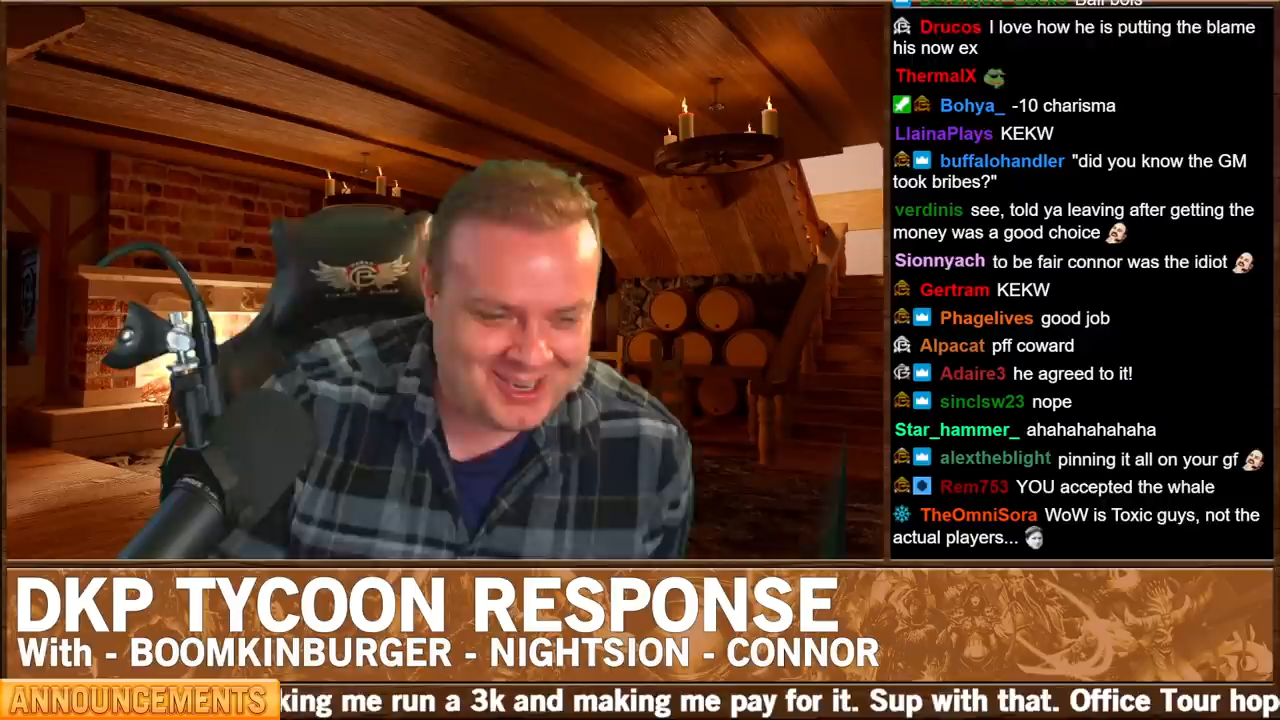 Drucos I love how he is putting the blame
his now ex
ThermalX
Bohya_ -10 charisma
LlainaPlays KEKW
buffalohandler "did you know the GM
took bribes?"
verdinis see, told ya leaving after getting the
money was a good choice
Sionnyach to be fair connor was the idiot
Gertram KEKW
Phagelives good job
Alpacat pff coward
Adaire3 he agreed to it!
sinclsw23 nope
Star_hammer_ ahahahahahaha
alextheblight pinning it all on your gf
Rem753 YOU accepted the whale
TheOmniSora WoW is Toxic guys, not the
actual players...
DKP TYCOON RESPONSE
With - BOOMKINBURGER - NIGHTSION - CONNOR
ANNOUNCEMENTS king me run a 3k and making me pay for it. Sup with that. Office Tour hop